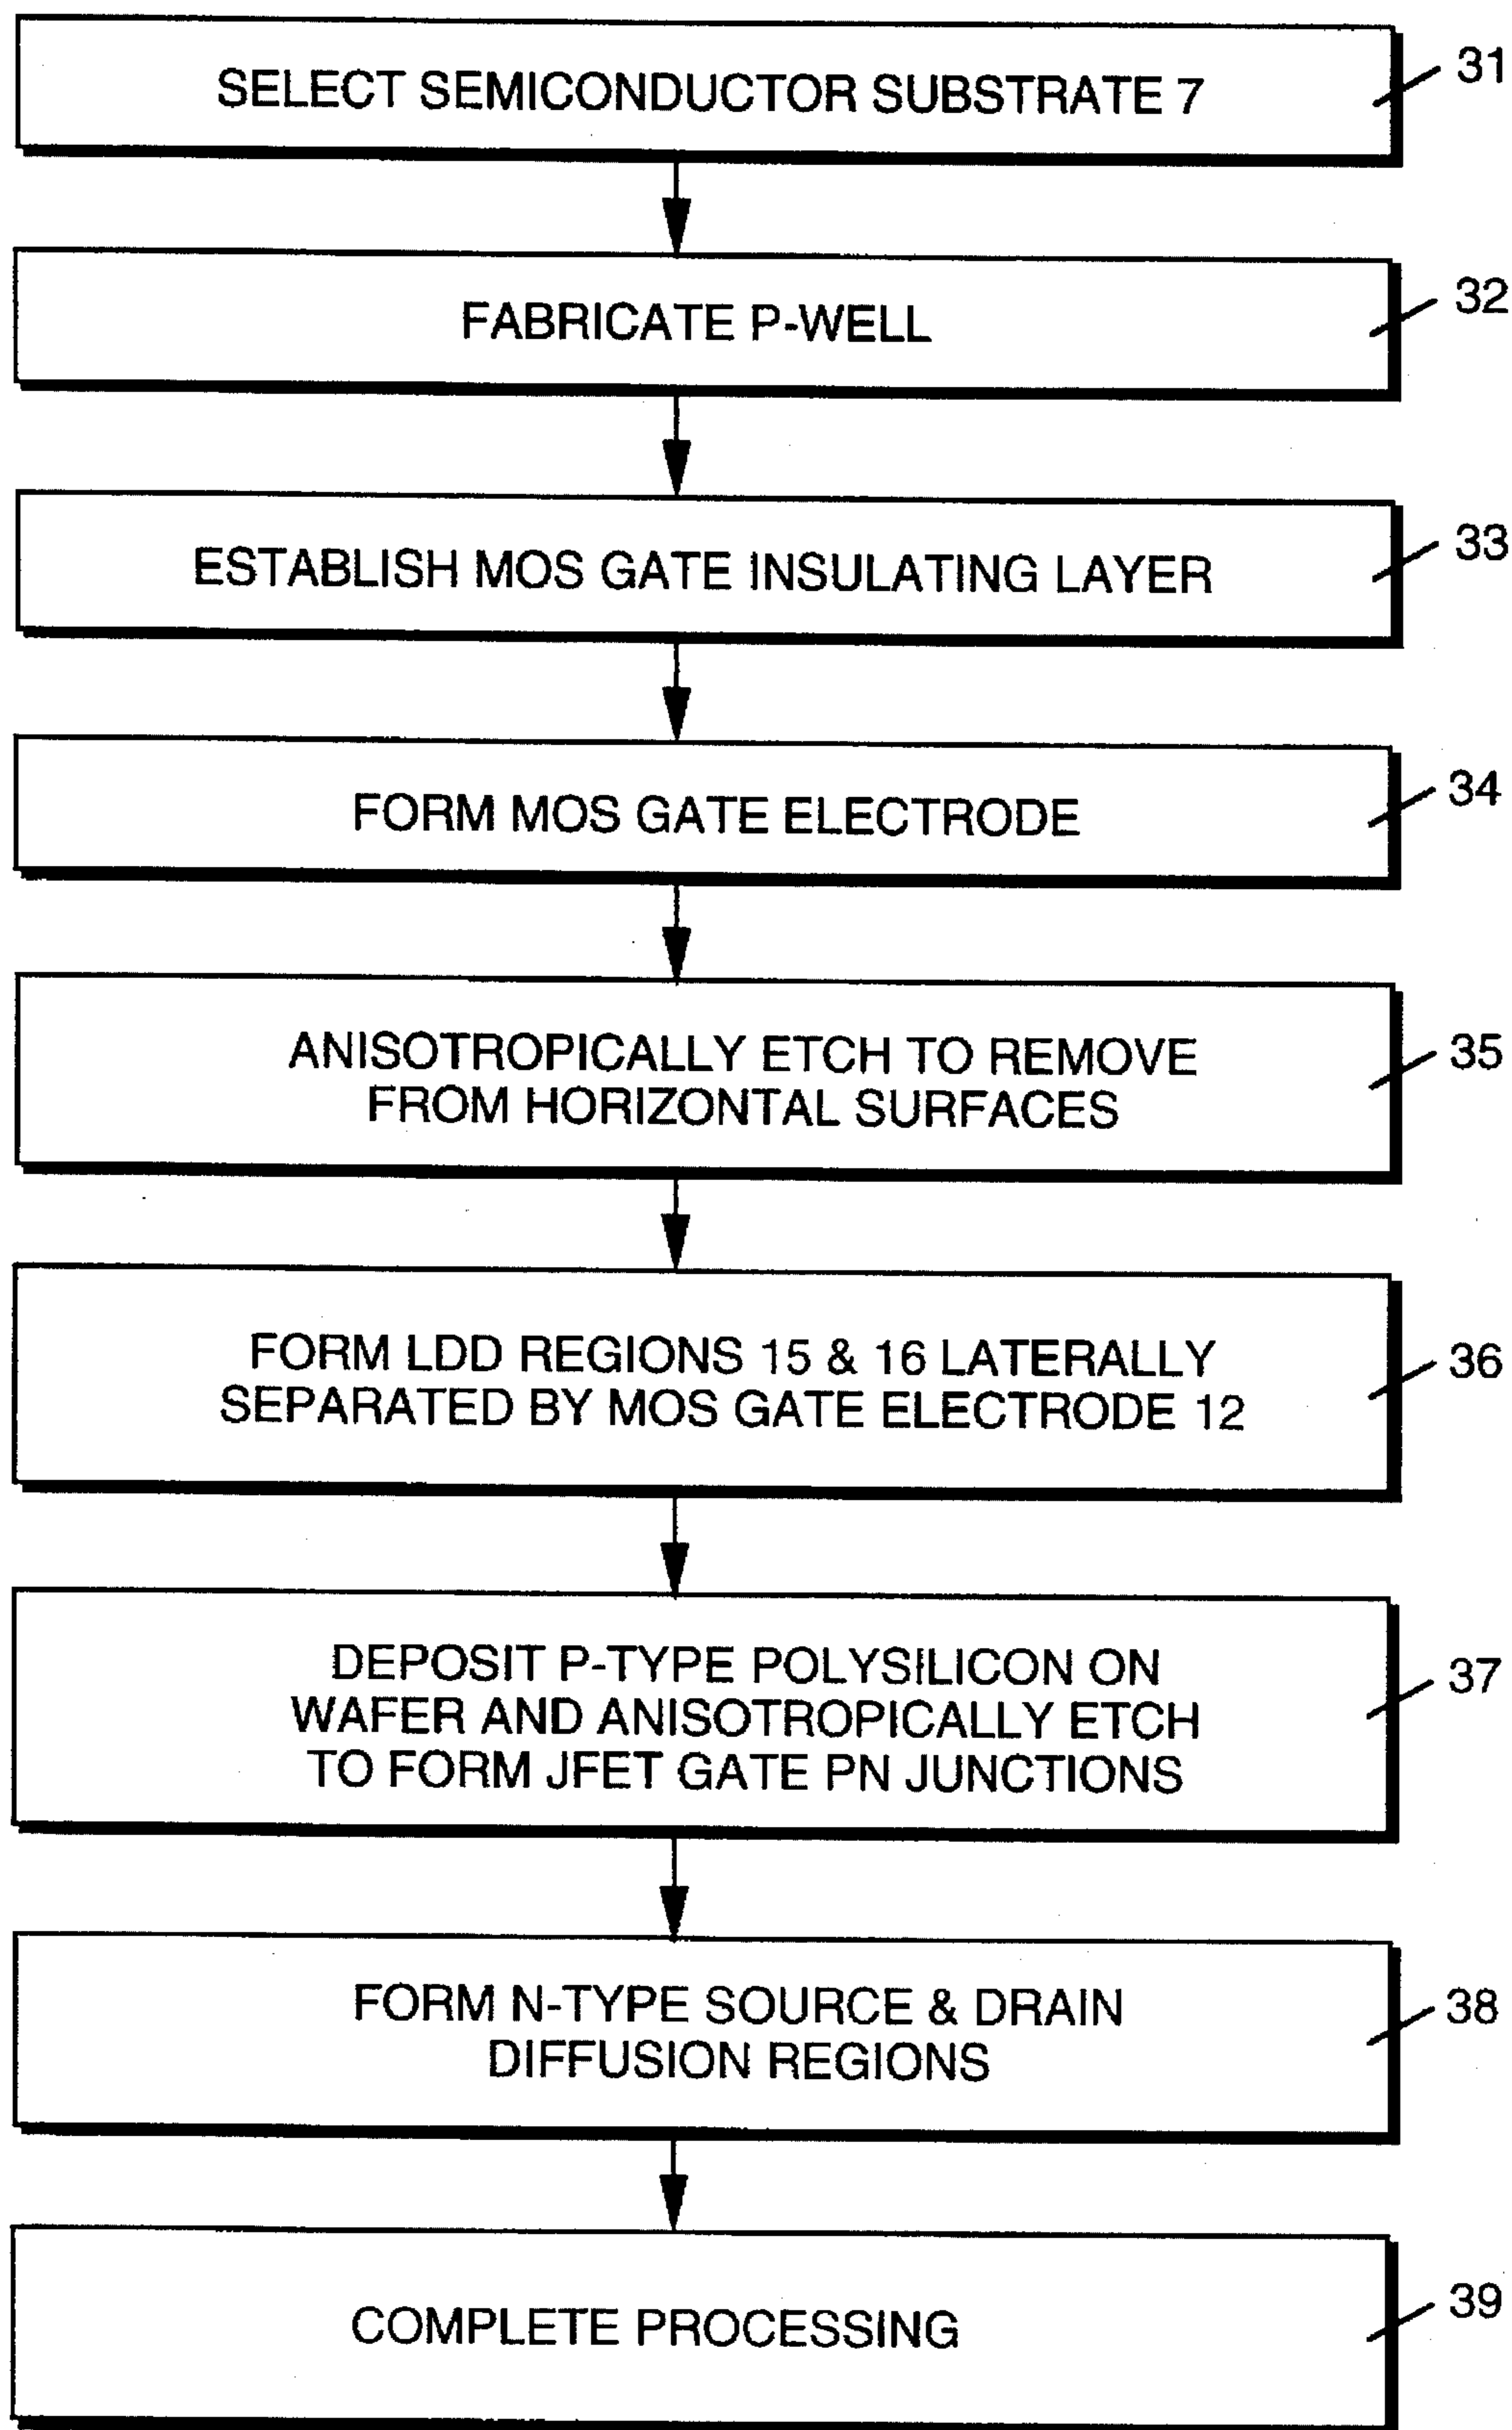 SELECT SEMICONDUCTOR SUBSTRATE 7
31
FABRICATE P-WELL
32
ESTABLISH MOS GATE INSULATING LAYER
33
FORM MOS GATE ELECTRODE
34
ANISOTROPICALLY ETCH TO REMOVE
FROM HORIZONTAL SURFACES
35
FORM LDD REGIONS 15 & 16 LATERALLY
SEPARATED BY MOS GATE ELECTRODE 12
36
DEPOSIT P-TYPE POLYSILICON ON
WAFER AND ANISOTROPICALLY ETCH
TO FORM JFET GATE PN JUNCTIONS
37
FORM N-TYPE SOURCE & DRAIN
DIFFUSION REGIONS
38
COMPLETE PROCESSING
39